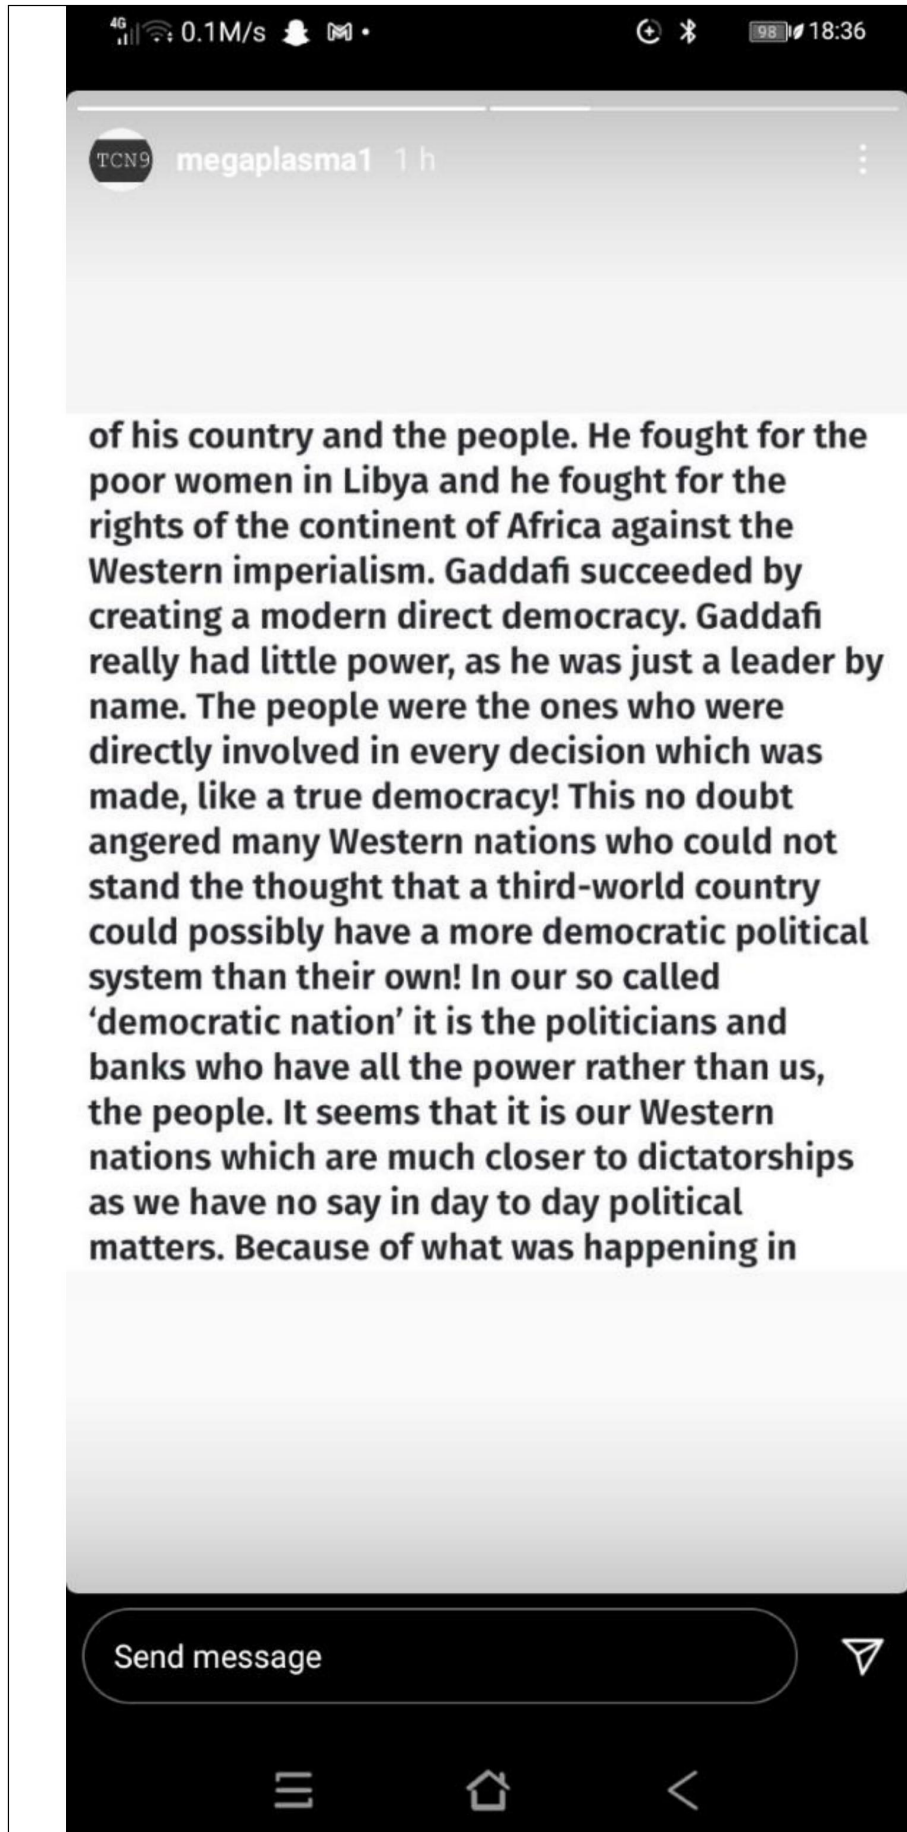 4G 0.1M/s 98 18:36
TCN9 megaplasma1 1 h
of his country and the people. He fought for the
poor women in Libya and he fought for the
rights of the continent of Africa against the
Western imperialism. Gaddafi succeeded by
creating a modern direct democracy. Gaddafi
really had little power, as he was just a leader by
name. The people were the ones who were
directly involved in every decision which was
made, like a true democracy! This no doubt
angered many Western nations who could not
stand the thought that a third-world country
could possibly have a more democratic political
system than their own! In our so called
‘democratic nation’ it is the politicians and
banks who have all the power rather than us,
the people. It seems that it is our Western
nations which are much closer to dictatorships
as we have no say in day to day political
matters. Because of what was happening in
Send message